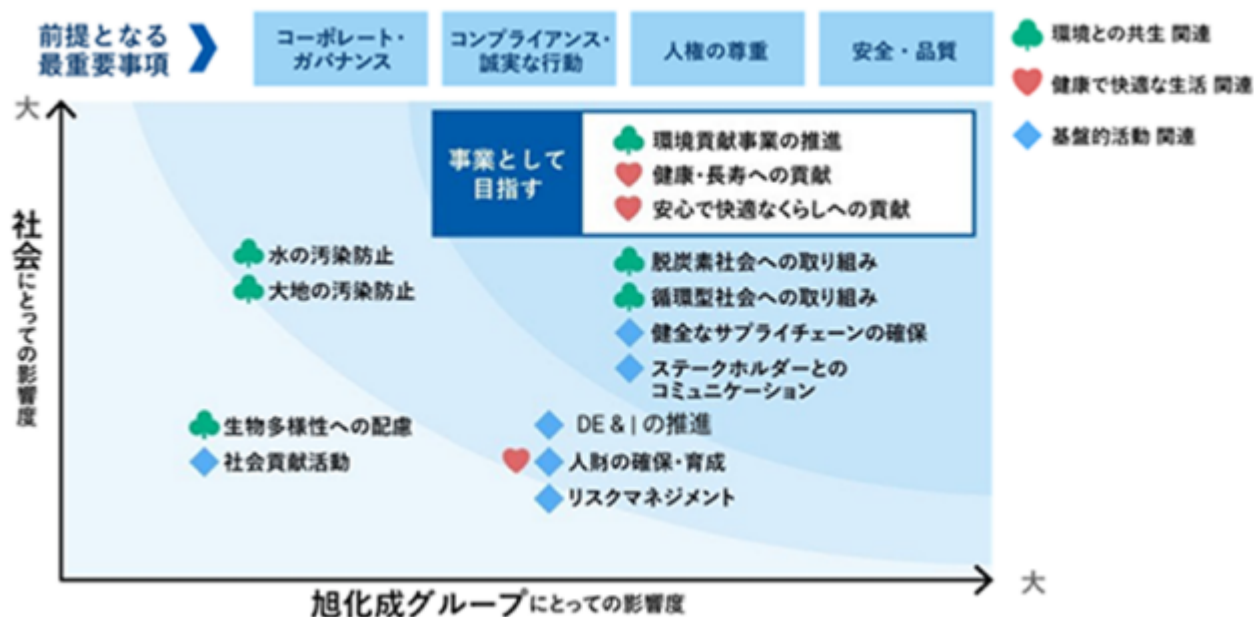 前提となる
最重要事項
コーポレート・
ガバナンス
コンプライアンス・
誠実な行動
人権の尊重
安全・品質
環境との共生 関連
健康で快適な生活 関連
基盤的活動 関連
大
社会にとっての影響度
事業として
目指す
環境貢献事業の推進
健康・長寿への貢献
安心で快適なくらしへの貢献
水の汚染防止
大地の汚染防止
脱炭素社会への取り組み
循環型社会への取り組み
健全なサプライチェーンの確保
ステークホルダーとの
コミュニケーション
生物多様性への配慮
社会貢献活動
DE & I の推進
人財の確保・育成
リスクマネジメント
大
旭化成グループにとっての影響度